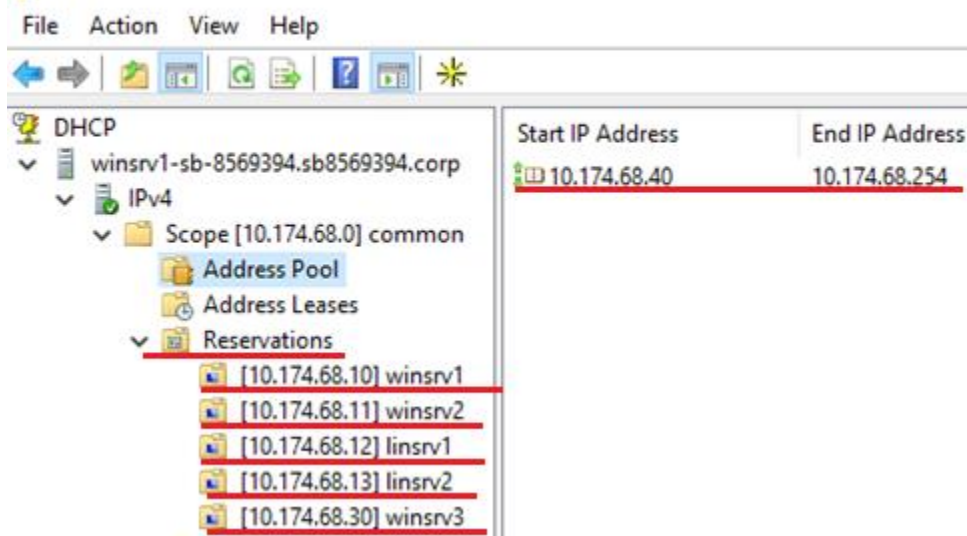 File Action View Help
DHCP
winsrv1-sb-8569394.sb8569394.corp
IPv4
Scope [10.174.68.0] common
Address Pool
Address Leases
Reservations
[10.174.68.10] winsrv1
[10.174.68.11] winsrv2
[10.174.68.12] linsrv1
[10.174.68.13] linsrv2
[10.174.68.30] winsrv3
Start IP Address End IP Address
10.174.68.40 10.174.68.254